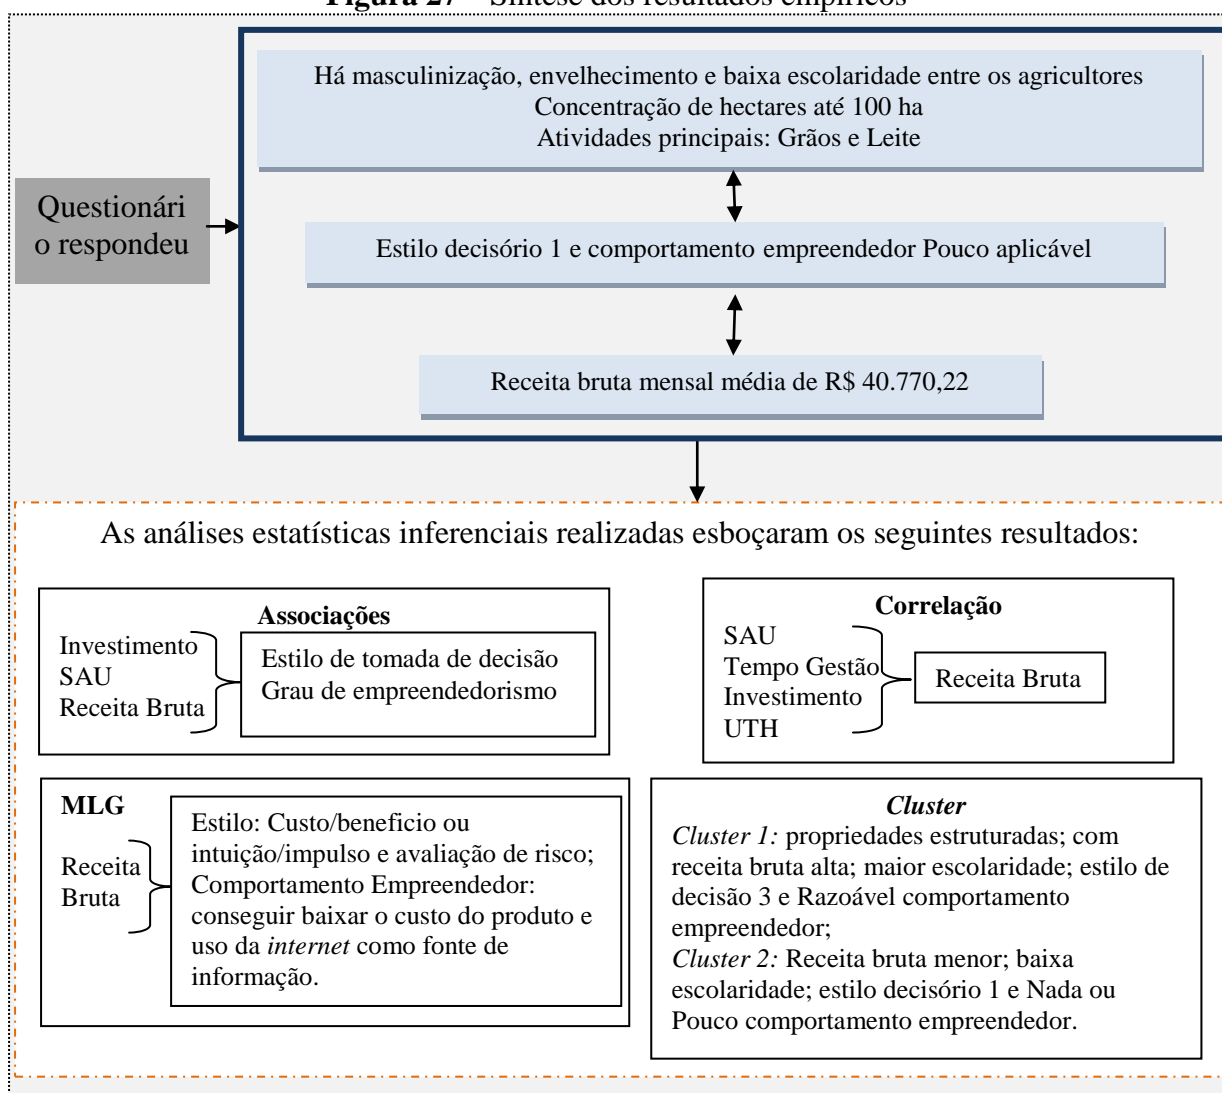 Figura 27 – Síntese dos resultados empíricos
Há masculinização, envelhecimento e baixa escolaridade entre os agricultores
Concentração de hectares até 100 ha
Atividades principais: Grãos e Leite
Questionári
o respondeu
Estilo decisório 1 e comportamento empreendedor Pouco aplicável
Receita bruta mensal média de R$ 40.770,22
As análises estatísticas inferenciais realizadas esboçaram os seguintes resultados:
Associações
Investimento
SAU
Receita Bruta
Estilo de tomada de decisão
Grau de empreendedorismo
Correlação
SAU
Tempo Gestão
Investimento
UTH
Receita Bruta
MLG
Receita
Bruta
Estilo: Custo/beneficio ou
intuição/impulso e avaliação de risco;
Comportamento Empreendedor:
conseguir baixar o custo do produto e
uso da internet como fonte de
informação.
Cluster
Cluster 1: propriedades estruturadas; com
receita bruta alta; maior escolaridade; estilo de
decisão 3 e Razoável comportamento
empreendedor;
Cluster 2: Receita bruta menor; baixa
escolaridade; estilo decisório 1 e Nada ou
Pouco comportamento empreendedor.